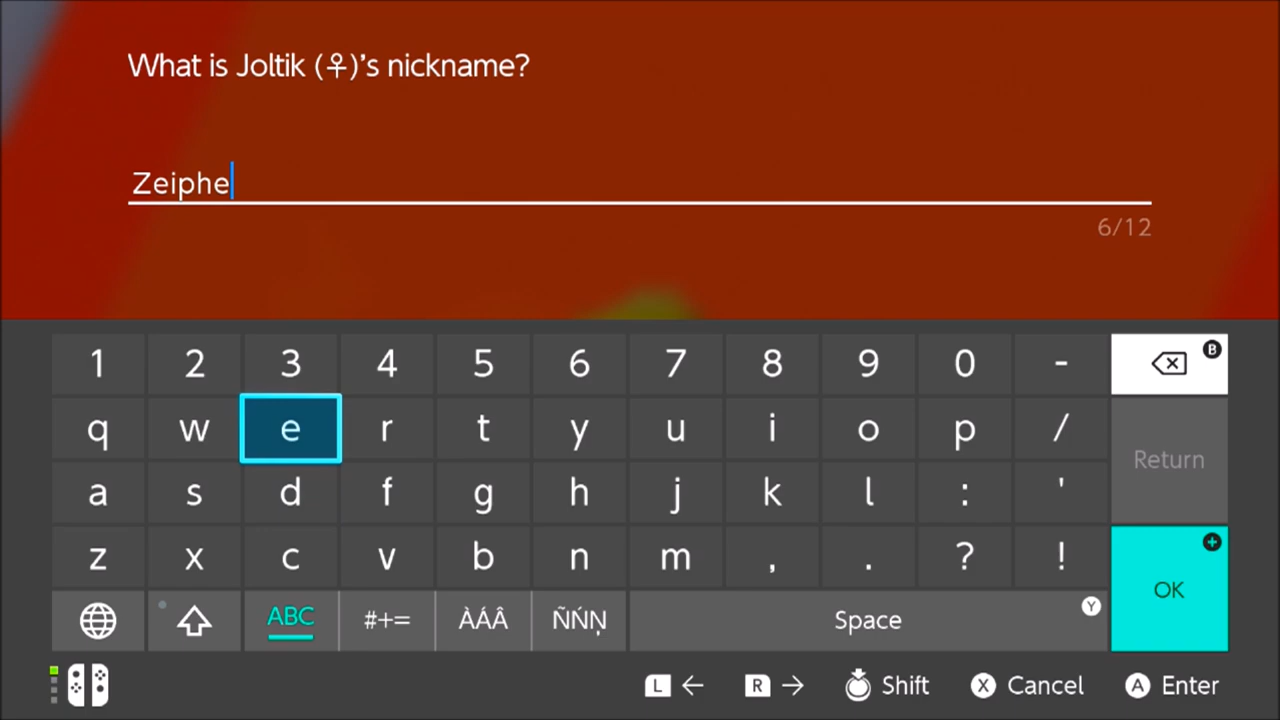 What is Joltik (♀)'s nickname?
Zeiphe
6/12
1 2 3 4 5 6 7 8 9 0 - B
q w e r t y u i o p / Return
a s d f g h j k l : '
z x c v b n m , . ? ! + OK
ABC #+= ÀÁÂ ÑŃŅ Space Y
L ← R → Shift X Cancel A Enter